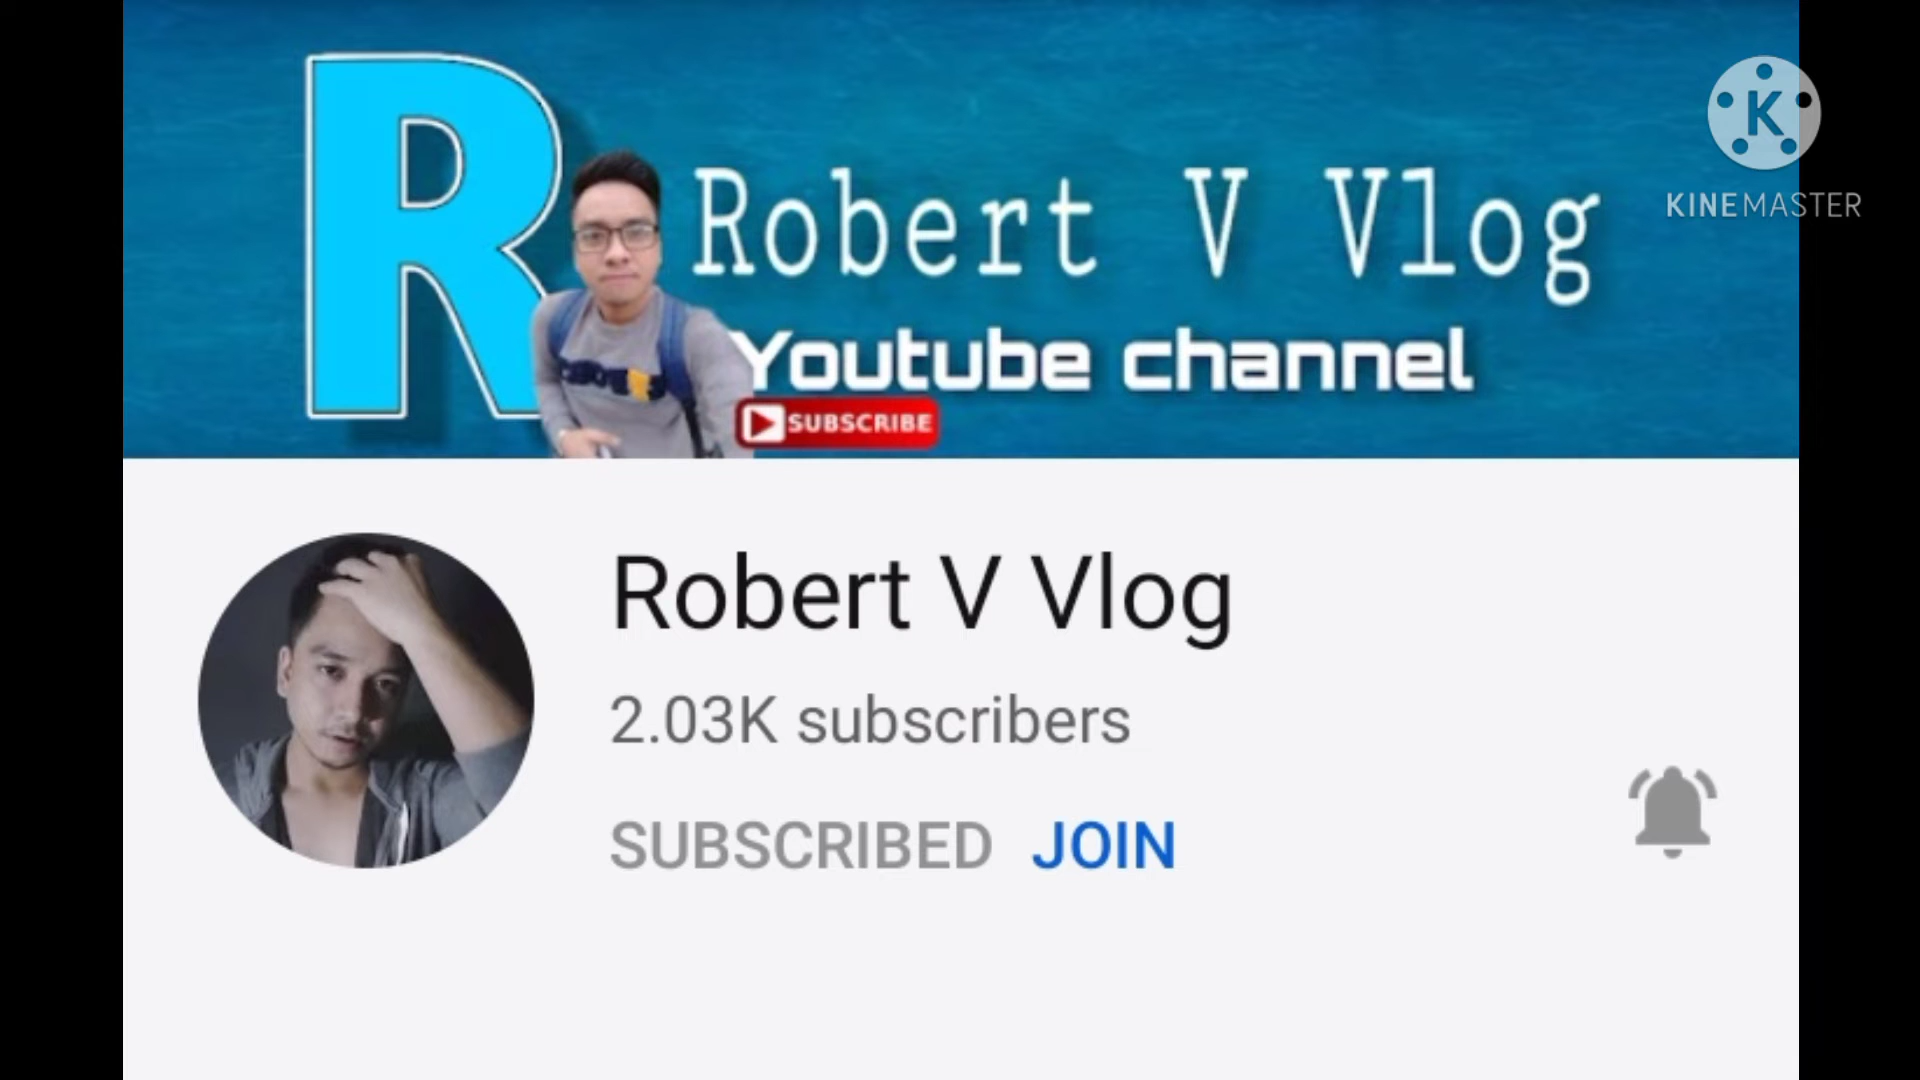 R
Robert V Vlog
Youtube channel
SUBSCRIBE
K
KINEMASTER
Robert V Vlog
2.03K subscribers
SUBSCRIBED JOIN